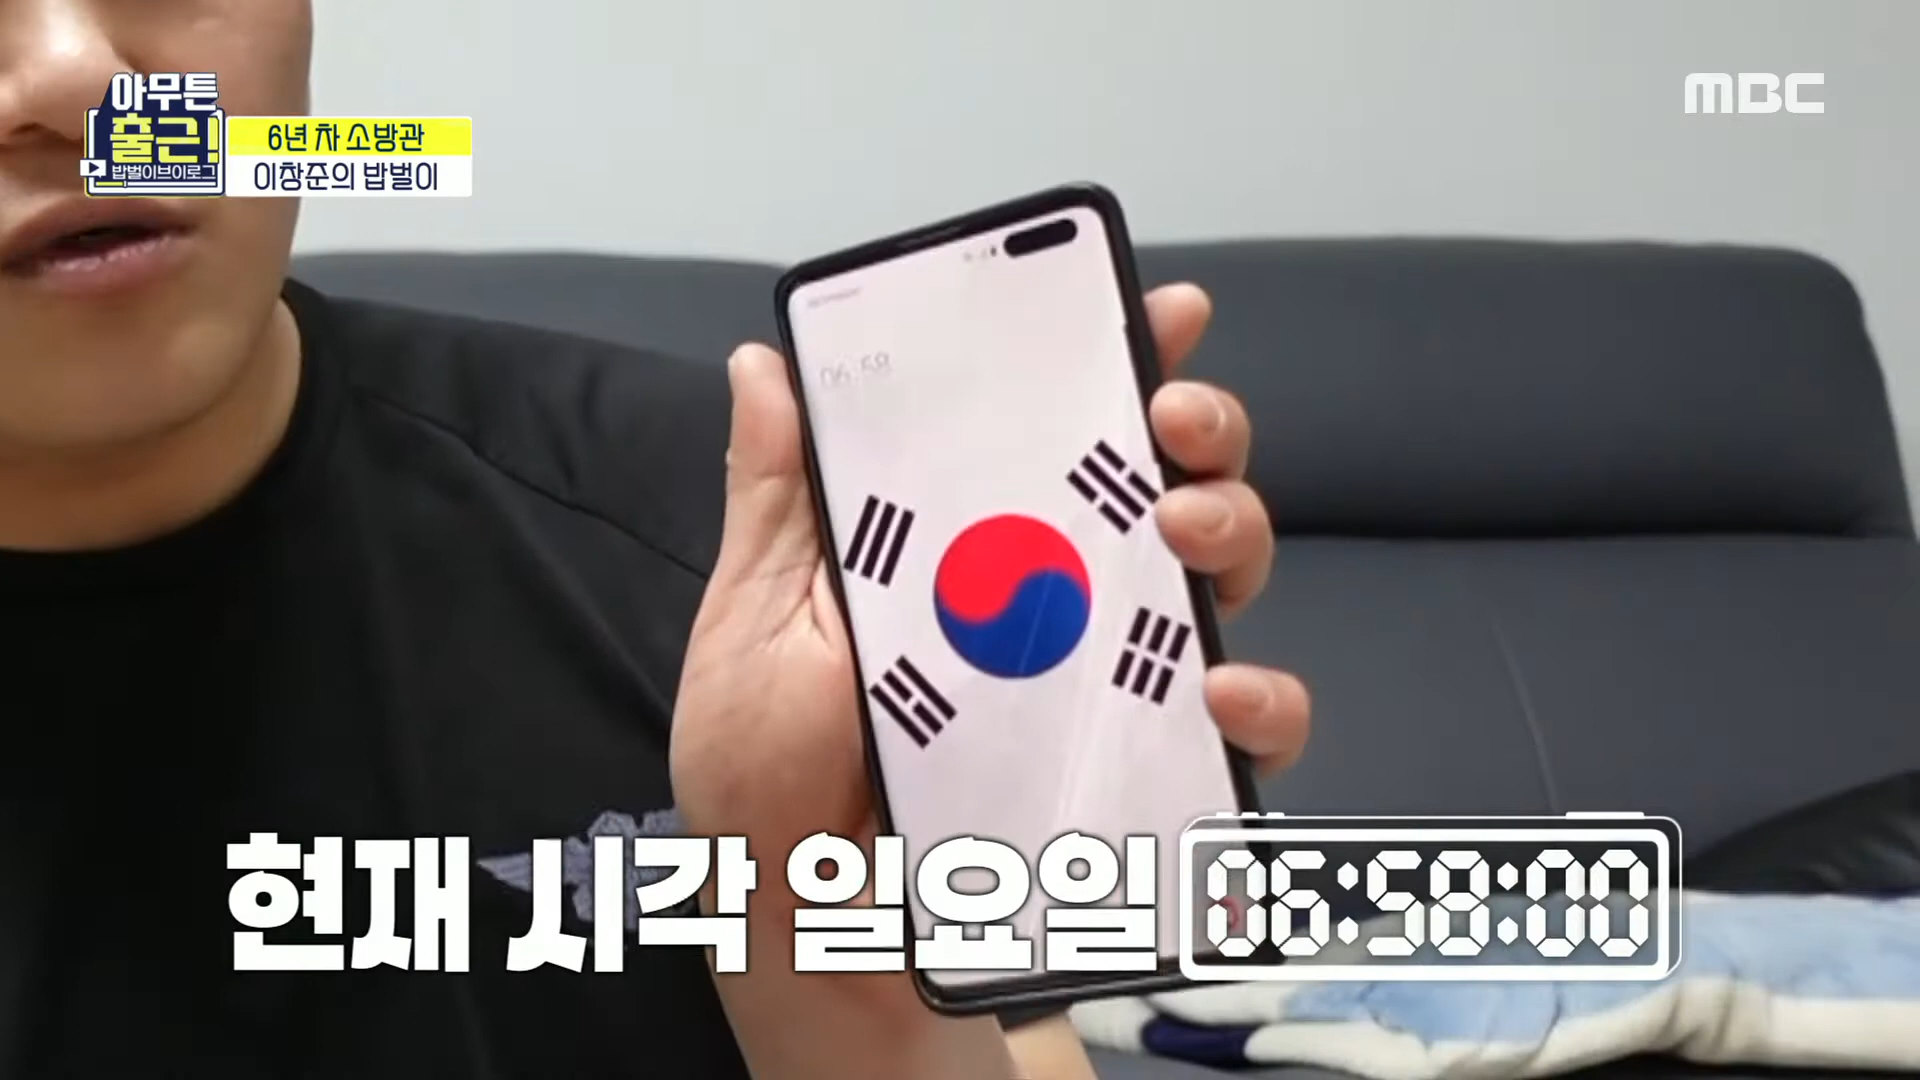 아무튼
출근!
밥벌이브이로그
6년 차 소방관
이창준의 밥벌이
MBC
06:58
현재 시각 일요일 06:58:00